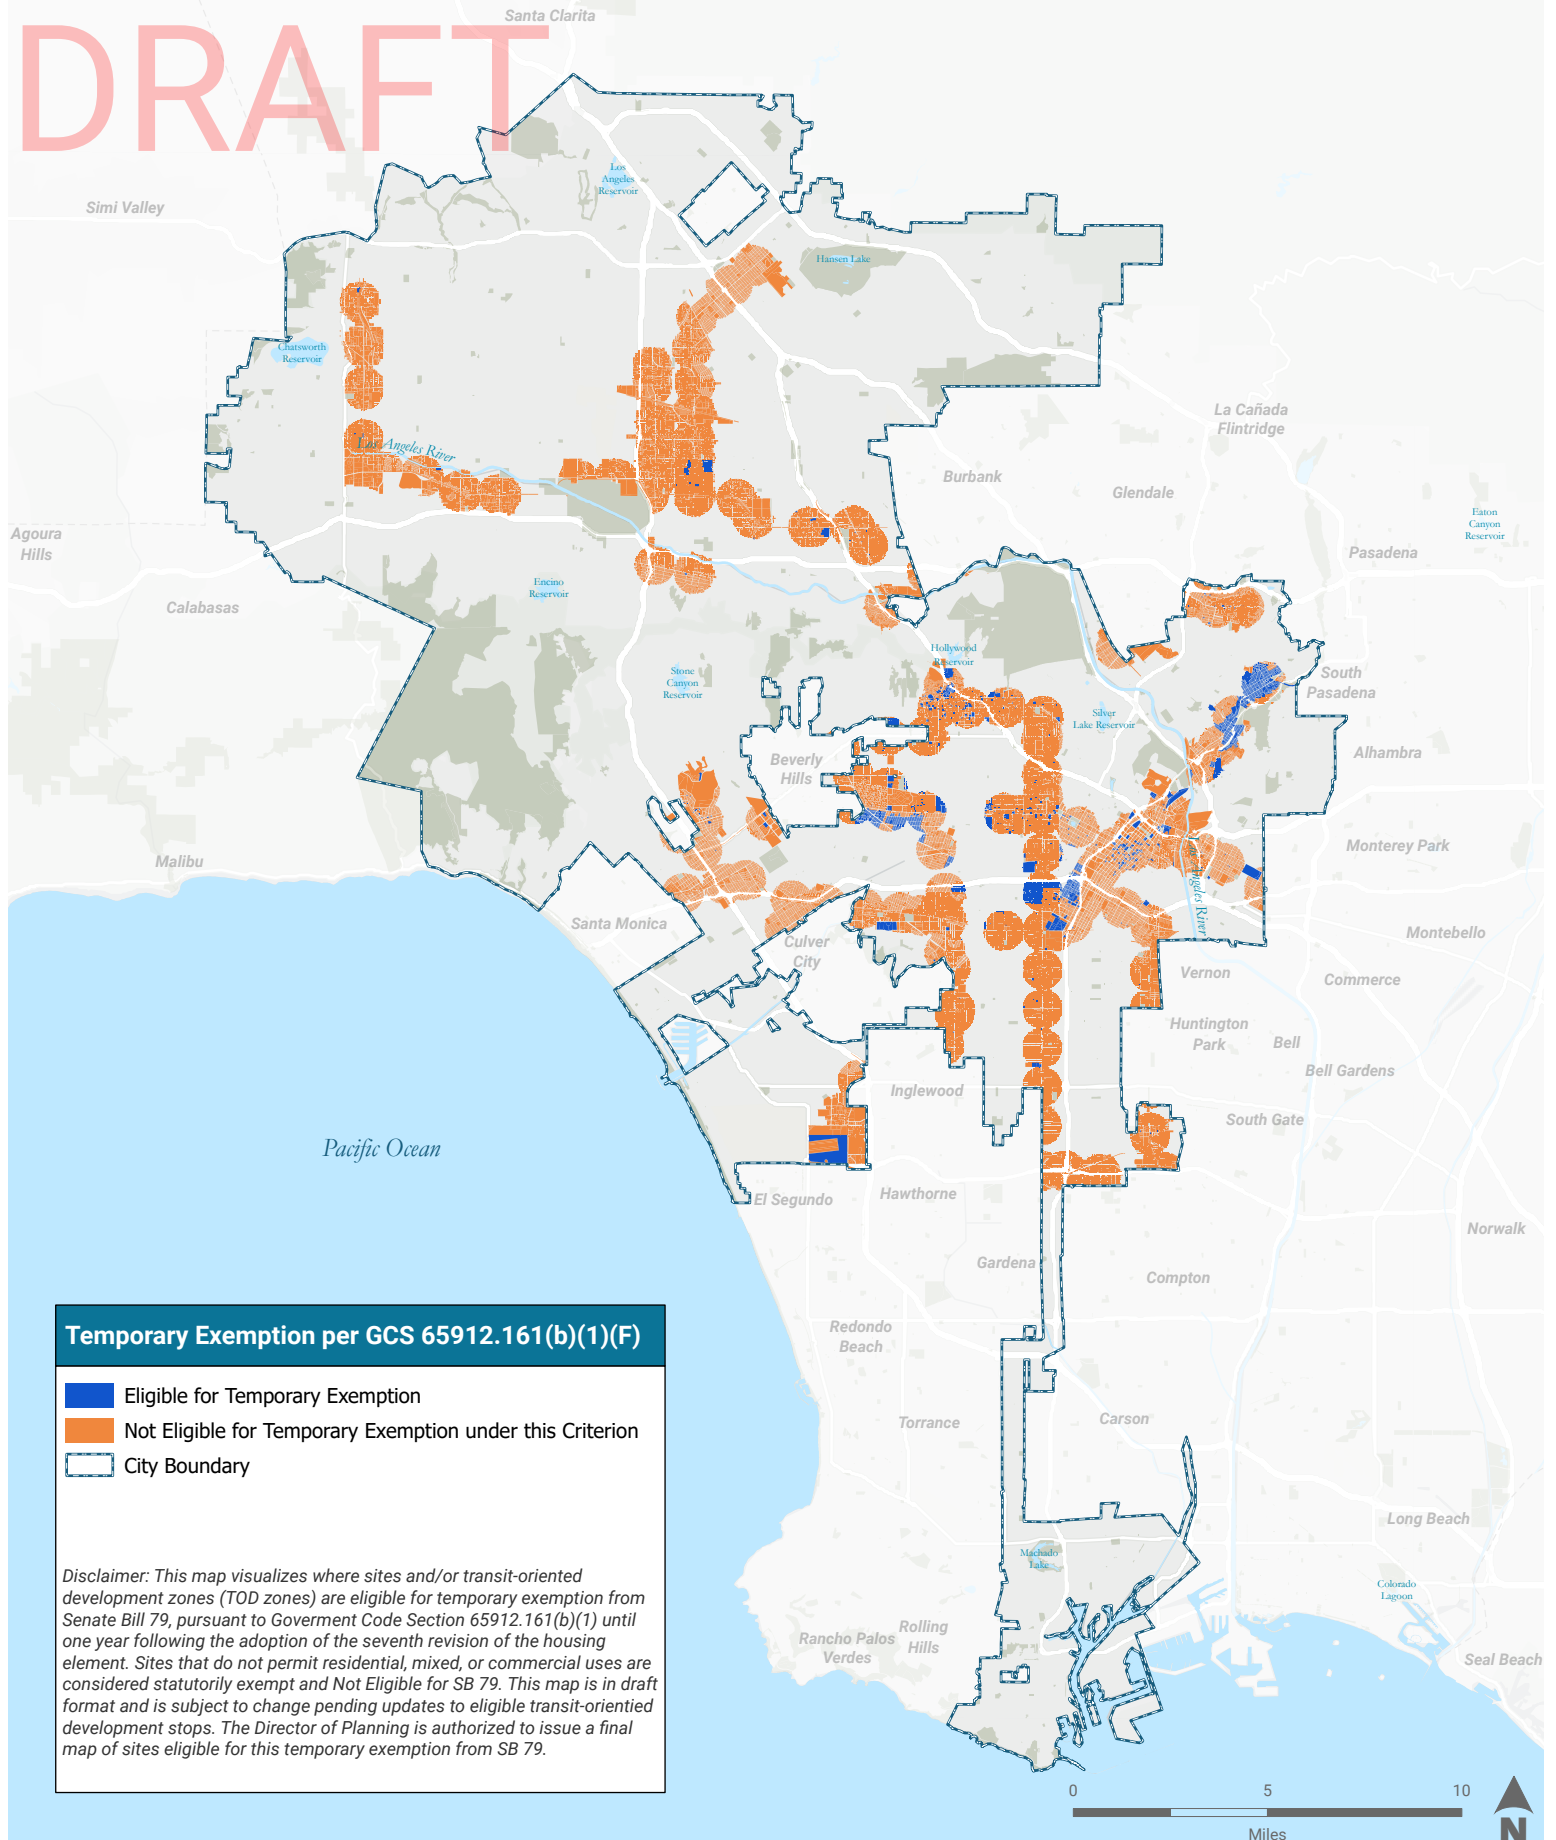 DRAFT
Santa Clarita
Los
Angeles
Reservoir
Simi Valley
Hansen Lake
Chatsworth
Reservoir
La Cañada
Flintridge
Los Angeles River
Burbank
Glendale
Eaton
Canyon
Reservoir
Agoura
Hills
Pasadena
Encino
Reservoir
Calabasas
Hollywood
Reservoir
Stone
Canyon
Reservoir
South
Pasadena
Silver
Lake Reservoir
Alhambra
Beverly
Hills
Monterey Park
Malibu
Los Angeles River
Santa Monica
Culver
City
Montebello
Vernon
Commerce
Huntington
Park
Bell
Bell Gardens
Inglewood
South Gate
Pacific Ocean
El Segundo
Hawthorne
Norwalk
Gardena
Compton
Redondo
Beach
Torrance
Carson
Long Beach
Machado
Lake
Colorado
Lagoon
Rolling
Hills
Rancho Palos
Verdes
Seal Beach
Temporary Exemption per GCS 65912.161(b)(1)(F)
Eligible for Temporary Exemption
Not Eligible for Temporary Exemption under this Criterion
City Boundary
Disclaimer: This map visualizes where sites and/or transit-oriented
development zones (TOD zones) are eligible for temporary exemption from
Senate Bill 79, pursuant to Goverment Code Section 65912.161(b)(1) until
one year following the adoption of the seventh revision of the housing
element. Sites that do not permit residential, mixed, or commercial uses are
considered statutorily exempt and Not Eligible for SB 79. This map is in draft
format and is subject to change pending updates to eligible transit-orientied
development stops. The Director of Planning is authorized to issue a final
map of sites eligible for this temporary exemption from SB 79.
0 5 10
Miles
N